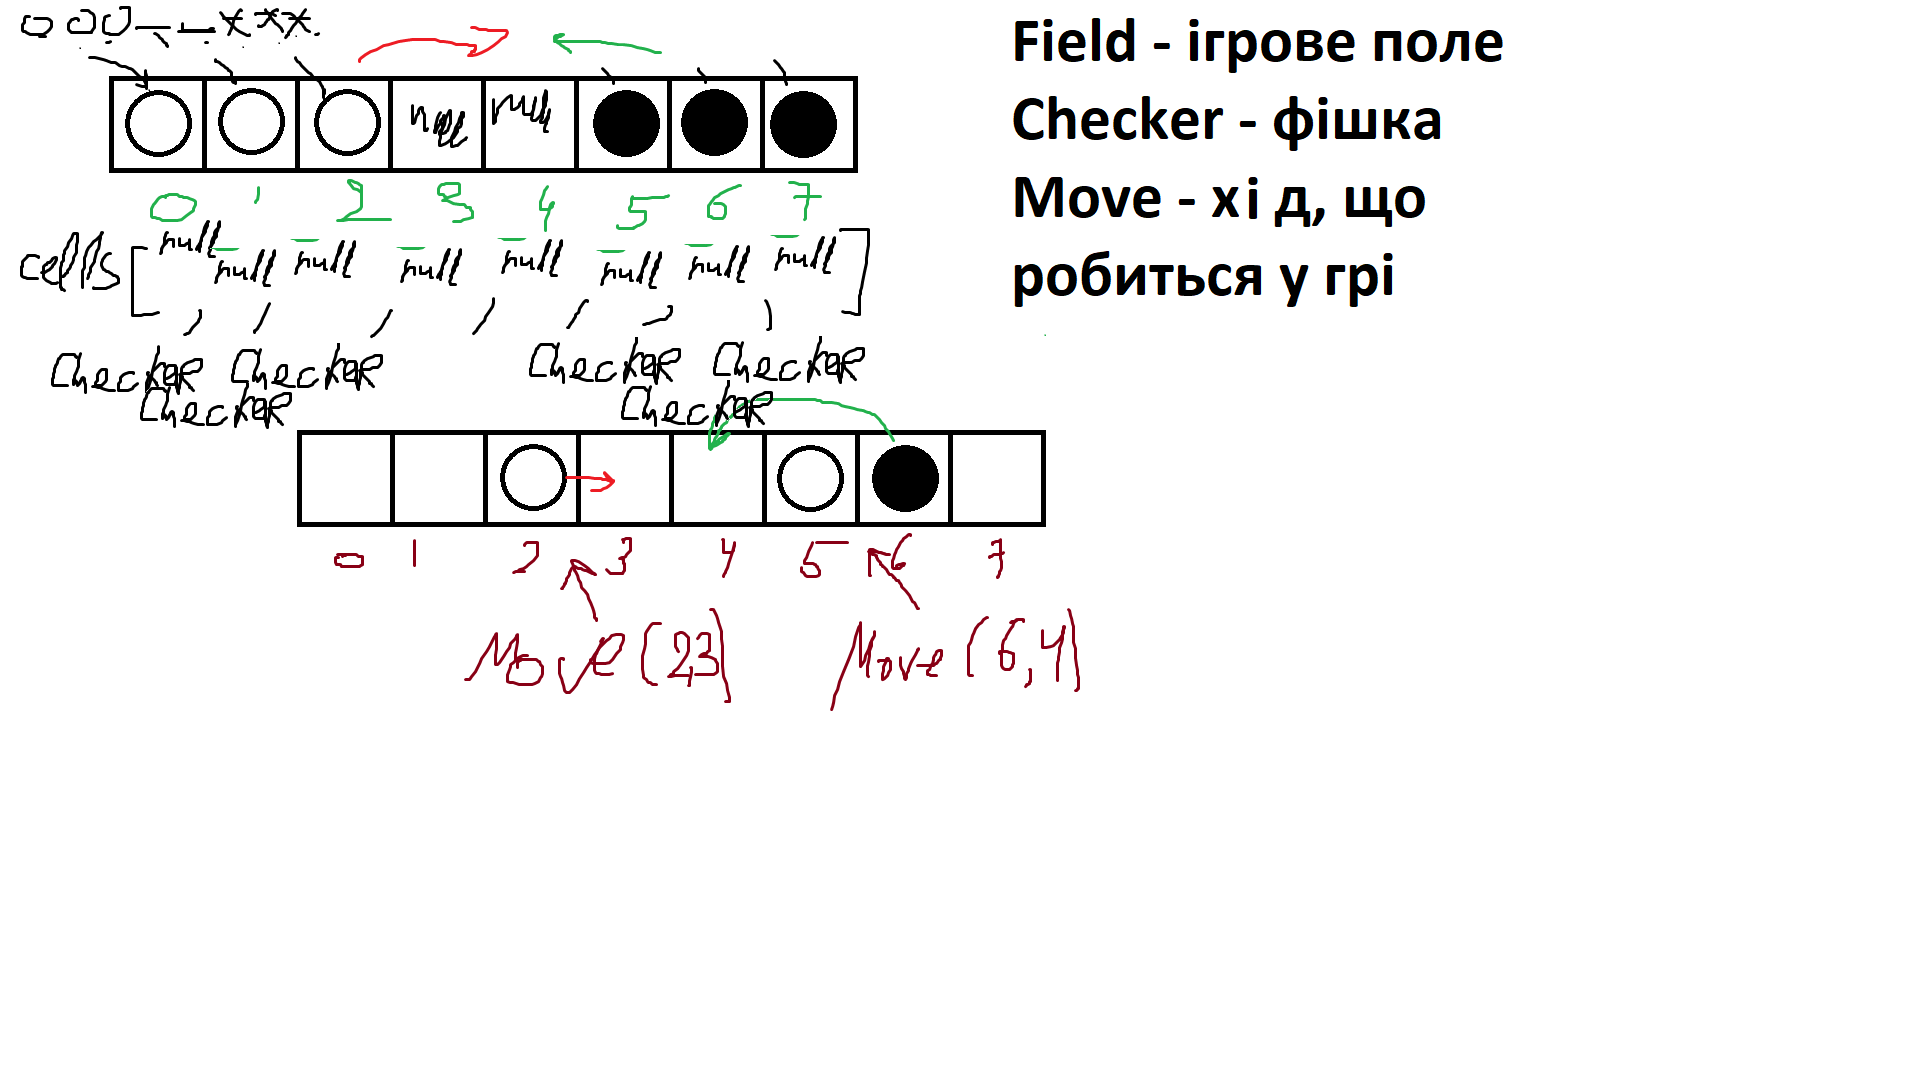 000--***
Field - ігрове поле
Checker - фішка
Move - хі д, що
робиться у грі
null null
0 1 2 3 4 5 6 7
cells [null null null null null null null null]
Checker Checker Checker Checker
Checker Checker
0 1 2 3 4 5 6 7
Move (2,3) Move (6,4)